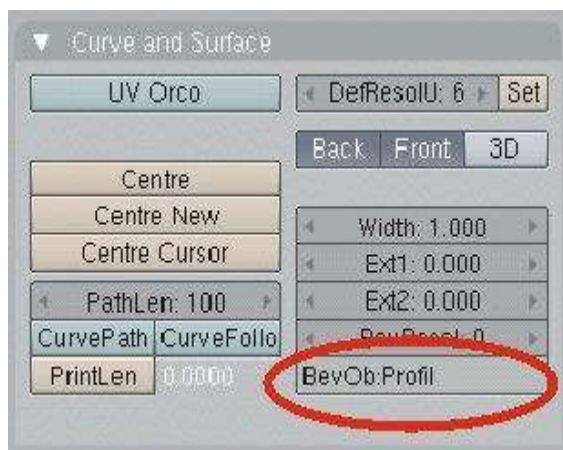 Curve and Surface
UV Orco
DefResolU: 6 Set
Back Front 3D
Centre
Centre New
Centre Cursor
Width: 1.000
Ext1: 0.000
Ext2: 0.000
PathLen: 100
CurvePath CurveFollo
PrintLen 0.0000
BevOb:Profil